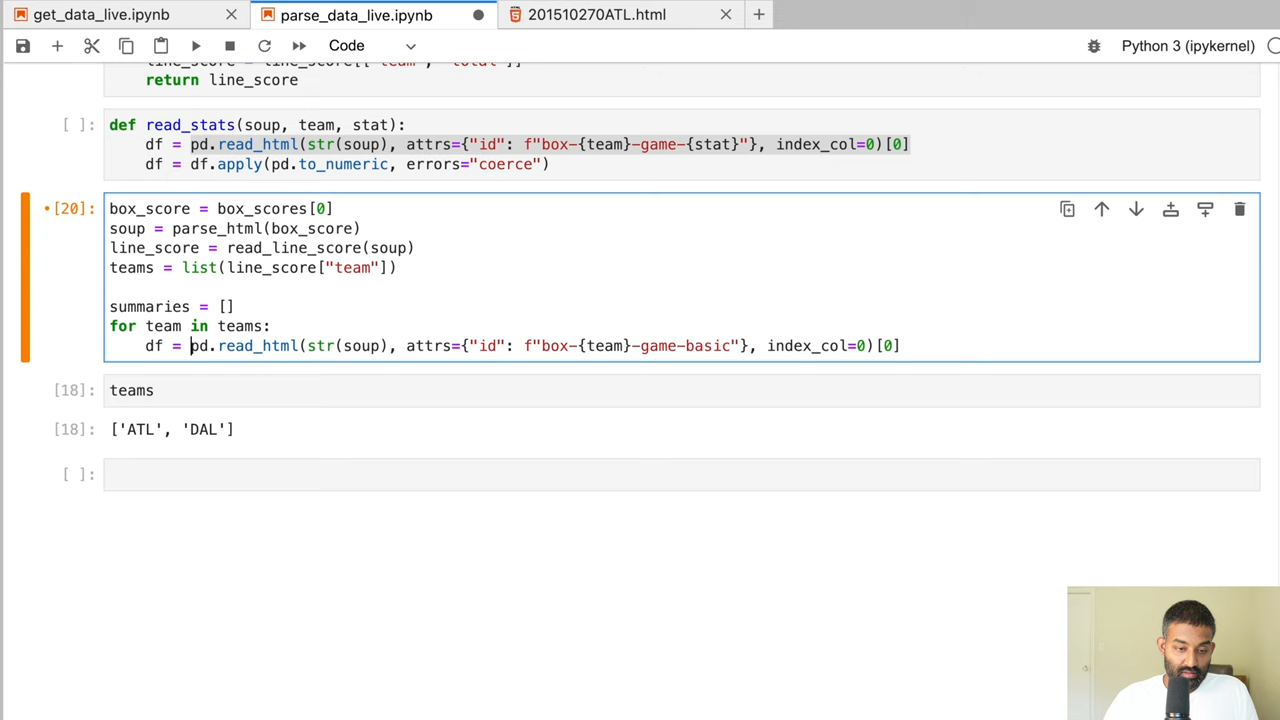 get_data_live.ipynb
parse_data_live.ipynb
201510270ATL.html
Code
Python 3 (ipykernel)
return line_score
[ ]:
def read_stats(soup, team, stat):
df = pd.read_html(str(soup), attrs={"id": f"box-{team}-game-{stat}"}, index_col=0)[0]
df = df.apply(pd.to_numeric, errors="coerce")
[20]:
box_score = box_scores[0]
soup = parse_html(box_score)
line_score = read_line_score(soup)
teams = list(line_score["team"])
summaries = []
for team in teams:
df = pd.read_html(str(soup), attrs={"id": f"box-{team}-game-basic"}, index_col=0)[0]
[18]:
teams
[18]:
['ATL', 'DAL']
[ ]: